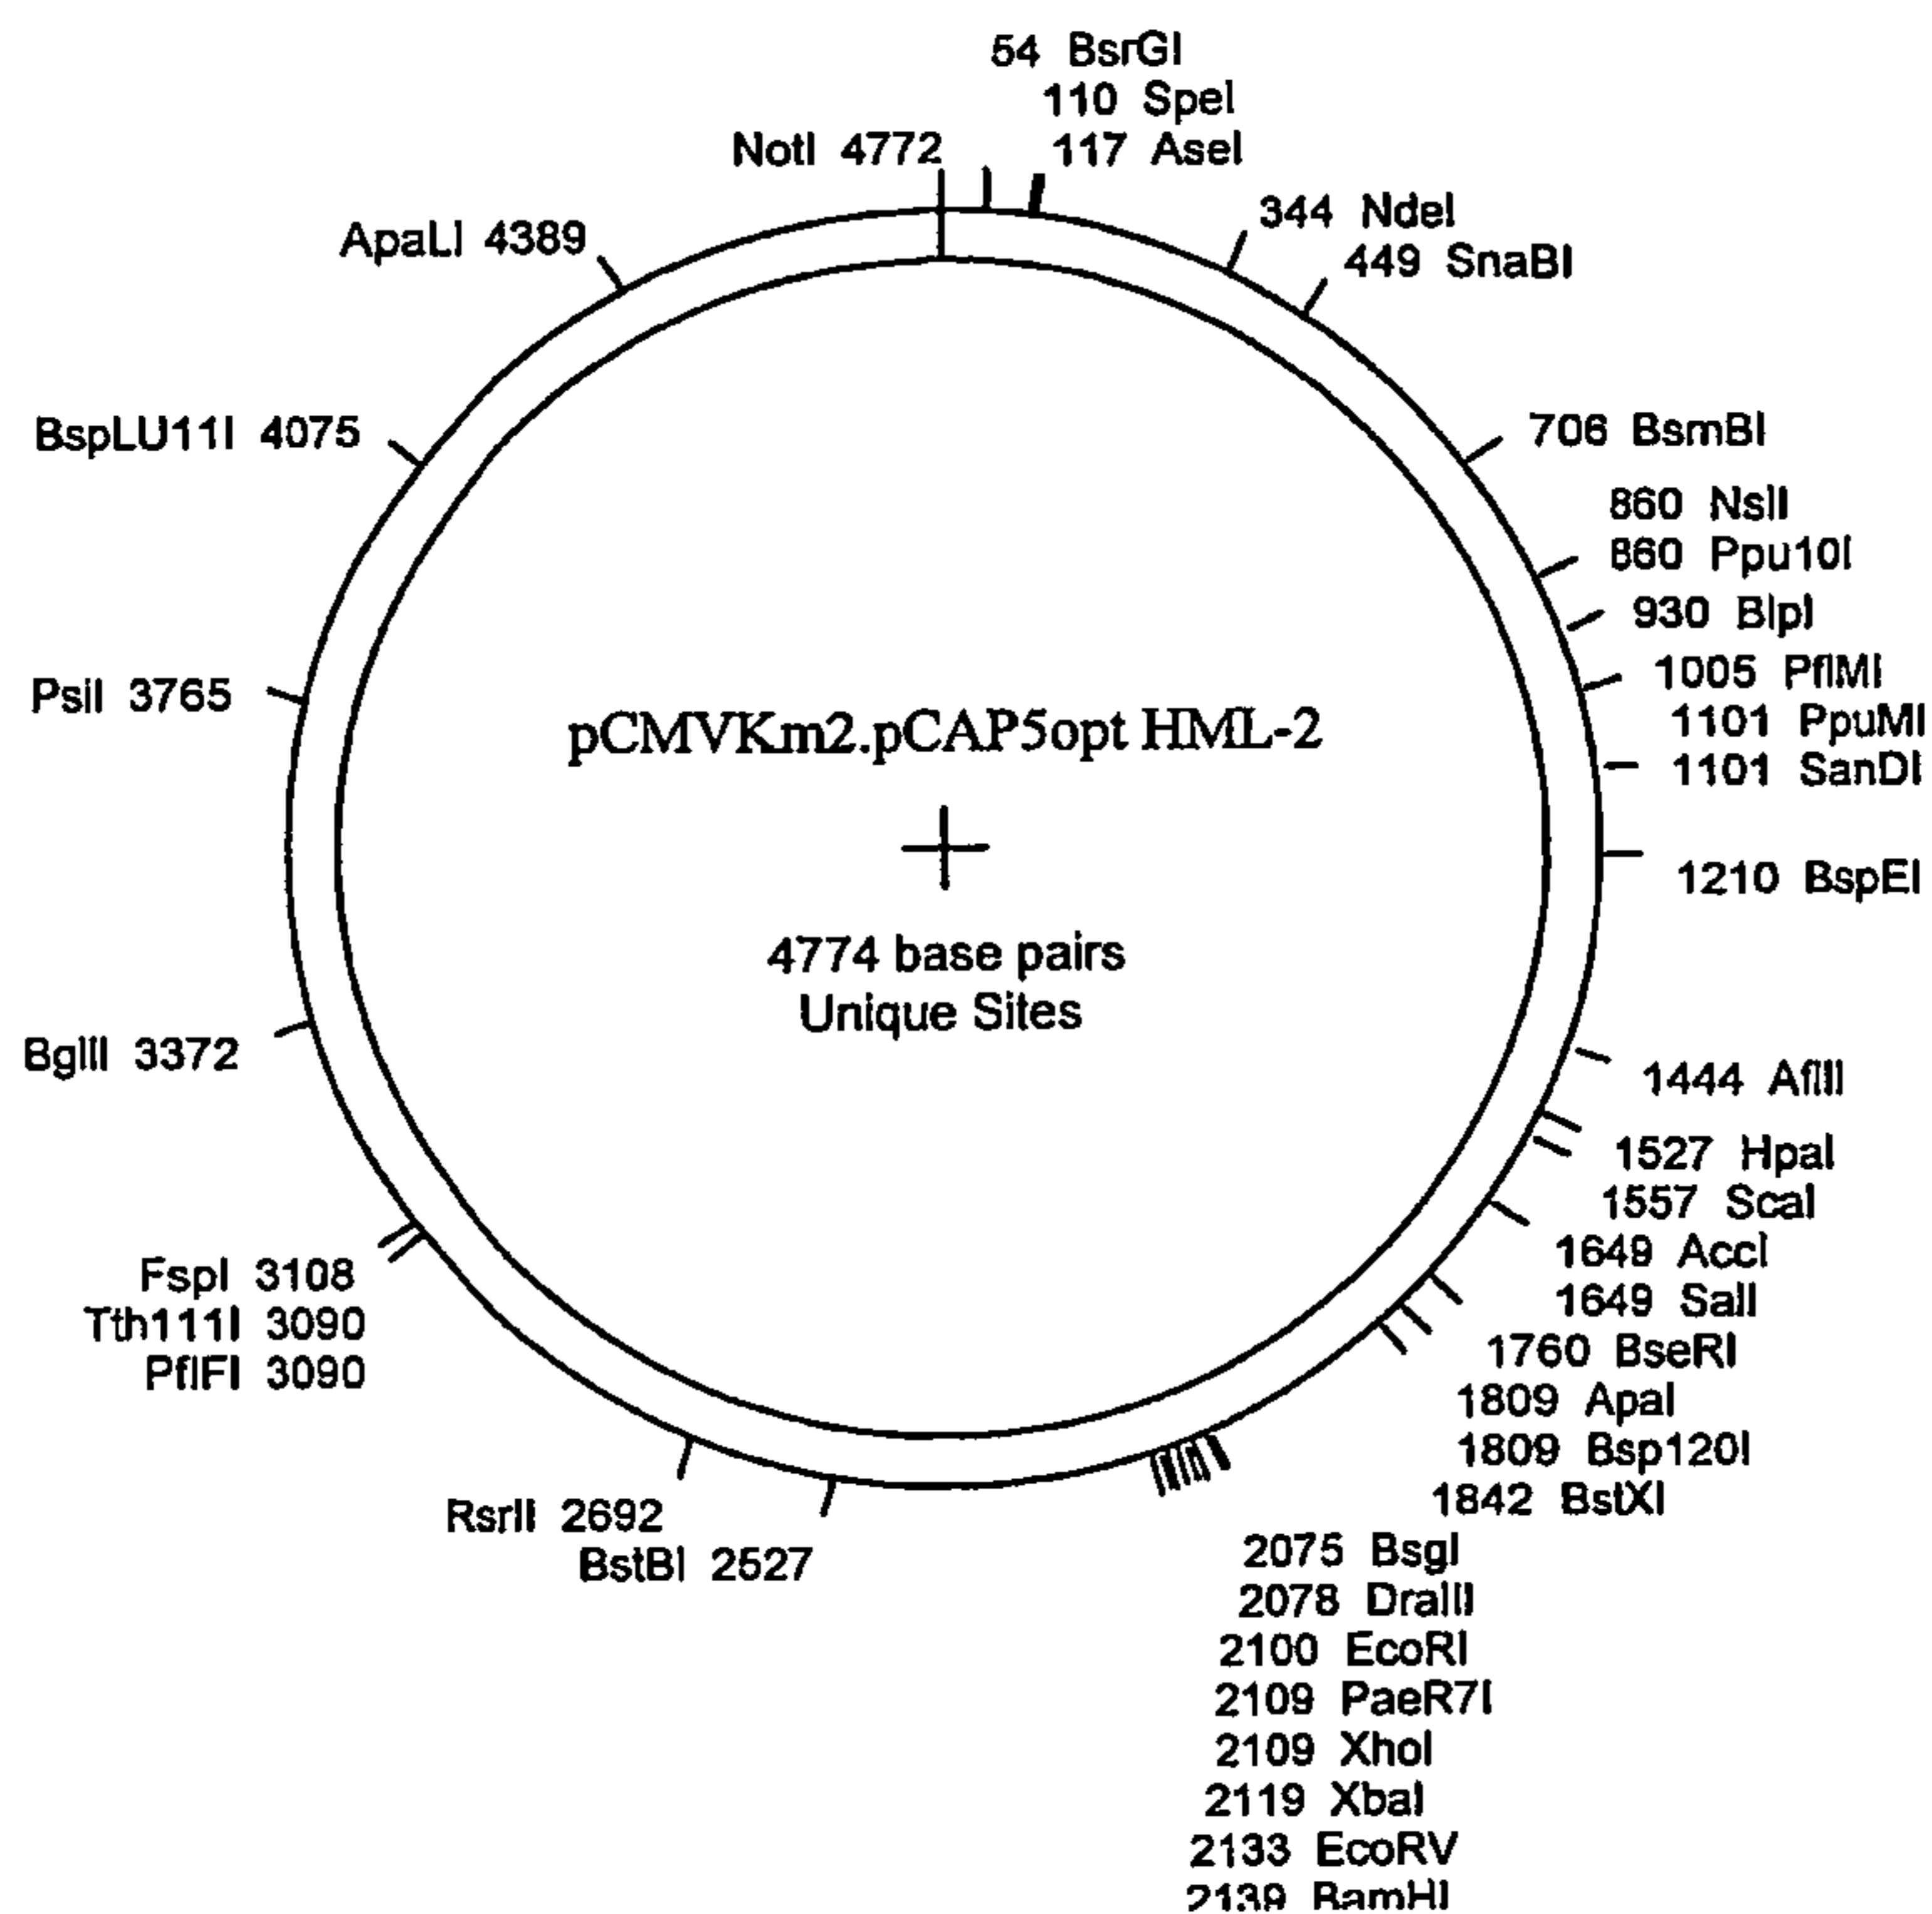 54 BsrGI
110 SpeI
NotI 4772
117 AseI
344 NdeI
ApaLI 4389
449 SnaBI
BspLU11I 4075
706 BsmBI
860 NsiI
860 Ppu10I
930 BlpI
1005 PflMI
PsiI 3765
1101 PpuMI
pCMVKm2.pCAP5opt HML-2
1101 SanDI
1210 BspEI
4774 base pairs
Unique Sites
BglII 3372
1444 AflII
1527 HpaI
1557 ScaI
1649 AccI
FspI 3108
1649 SalI
Tth111I 3090
1760 BseRI
PflFI 3090
1809 ApaI
1809 Bsp120I
1842 BstXI
RsrII 2692
2075 BsgI
BstBI 2527
2078 DraIII
2100 EcoRI
2109 PaeR7I
2109 XhoI
2119 XbaI
2133 EcoRV
2139 BamHI